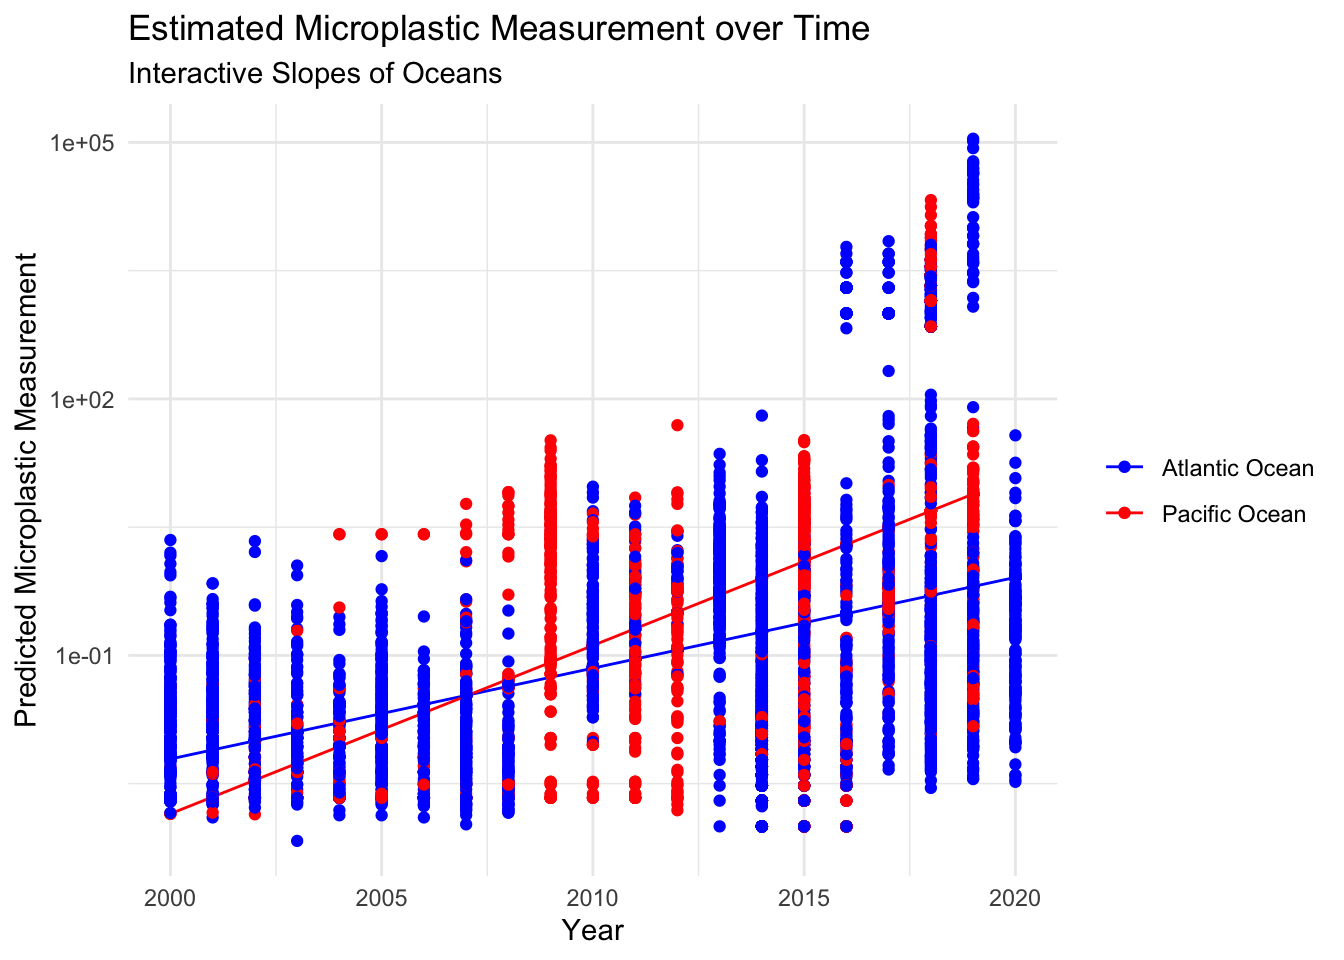 Estimated Microplastic Measurement over Time
Interactive Slopes of Oceans
Predicted Microplastic Measurement
1e+05
1e+02
1e-01
2000
2005
2010
2015
2020
Year
Atlantic Ocean
Pacific Ocean